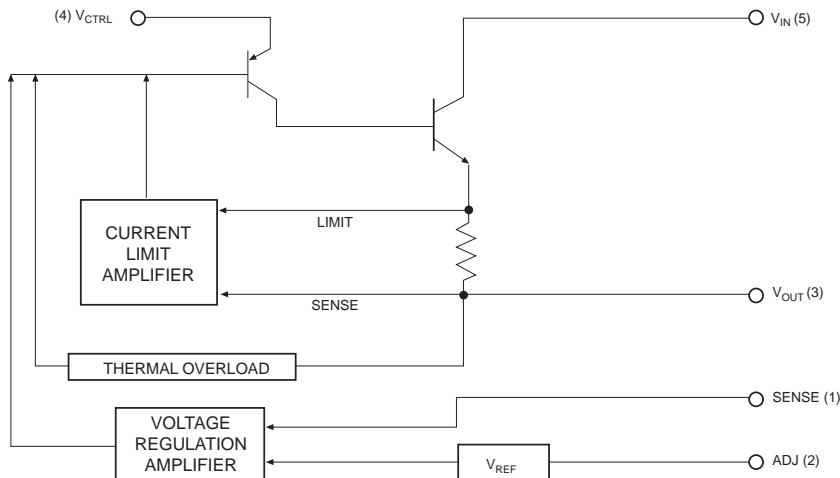 (4) VCTRL
VIN (5)
CURRENT
LIMIT
AMPLIFIER
LIMIT
SENSE
VOUT (3)
THERMAL OVERLOAD
SENSE (1)
VOLTAGE
REGULATION
AMPLIFIER
VREF
ADJ (2)